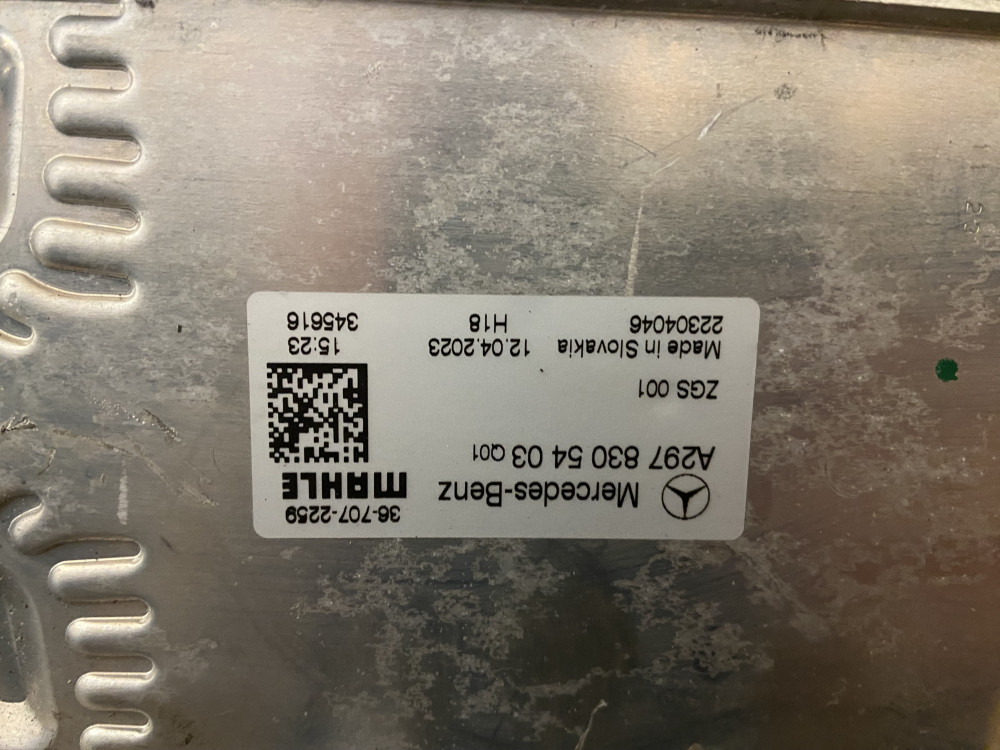 36-707-2259
Mercedes-Benz MAHLE
A297 830 54 03 Q01
ZGS 001
Made in Slovakia 12.04.2023 15:23
22304046 H18 345616